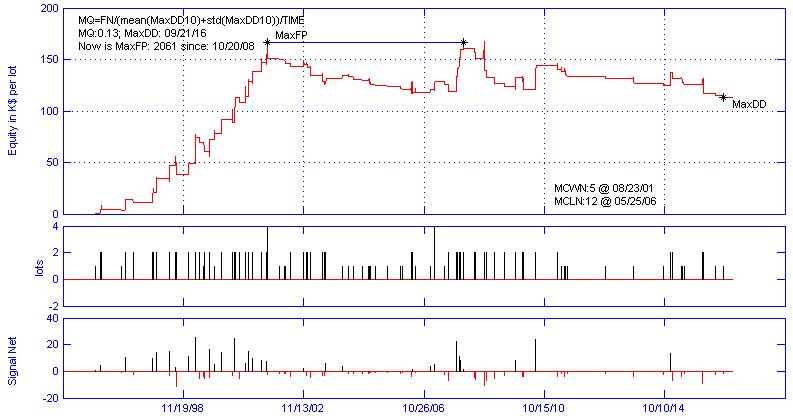 MQ=FN/(mean(MaxDD10)+std(MaxDD10))/TIME
MQ:0.13; MaxDD: 09/21/16
Now is MaxFP: 2061 since: 10/20/08
MaxFP
MaxDD
MCWN:5 @ 08/23/01
MCLN:12 @ 05/25/06
Equity in K$ per lot
200
150
100
50
0
lots
4
2
0
-2
Signal Net
40
20
0
-20
11/19/98
11/13/02
10/26/06
10/15/10
10/10/14